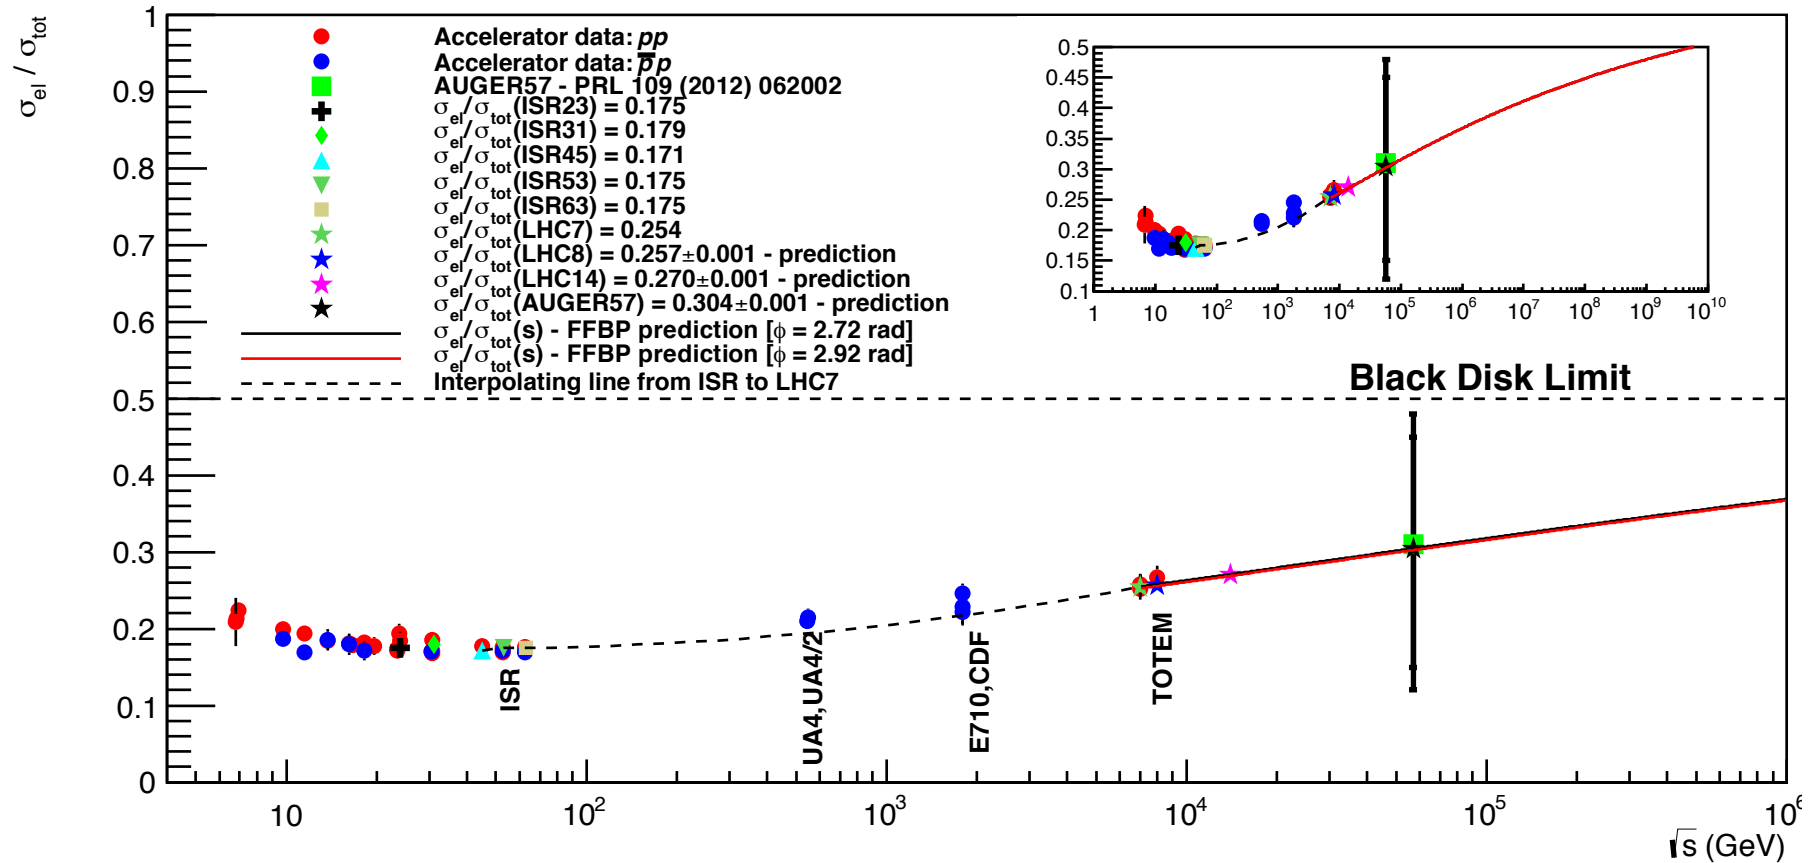 σel / σtot
1
0.9
0.8
0.7
0.6
0.5
0.4
0.3
0.2
0.1
0
Accelerator data: pp
Accelerator data: p̅p
AUGER57 - PRL 109 (2012) 062002
σel/σtot(ISR23) = 0.175
σel/σtot(ISR31) = 0.179
σel/σtot(ISR45) = 0.171
σel/σtot(ISR53) = 0.175
σel/σtot(ISR63) = 0.175
σel/σtot(LHC7) = 0.254
σel/σtot(LHC8) = 0.257±0.001 - prediction
σel/σtot(LHC14) = 0.270±0.001 - prediction
σel/σtot(AUGER57) = 0.304±0.001 - prediction
σel/σtot(s) - FFBP prediction [ϕ = 2.72 rad]
σel/σtot(s) - FFBP prediction [ϕ = 2.92 rad]
Interpolating line from ISR to LHC7
0.5
0.45
0.4
0.35
0.3
0.25
0.2
0.15
0.1
1 10 10² 10³ 10⁴ 10⁵ 10⁶ 10⁷ 10⁸ 10⁹ 10¹⁰
Black Disk Limit
ISR
UA4,UA4/2
E710,CDF
TOTEM
10 10² 10³ 10⁴ 10⁵ 10⁶
√s (GeV)